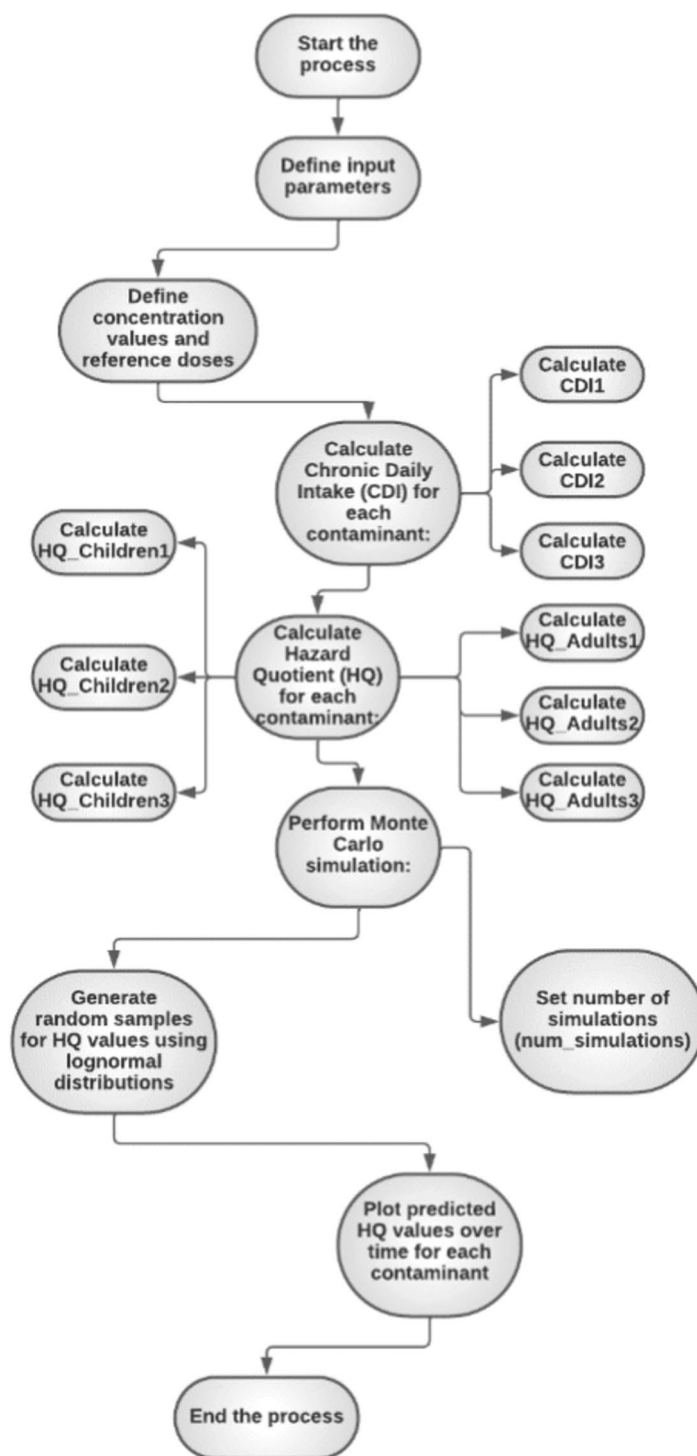 Start the
process
Define input
parameters
Define
concentration
values and
reference doses
Calculate
CDI1
Calculate
Chronic Daily
Intake (CDI) for
each
contaminant:
Calculate
CDI2
Calculate
CDI3
Calculate
HQ_Children1
Calculate
Hazard
Quotient (HQ)
for each
contaminant:
Calculate
HQ_Adults1
Calculate
HQ_Children2
Calculate
HQ_Adults2
Calculate
HQ_Children3
Calculate
HQ_Adults3
Perform Monte
Carlo
simulation:
Generate
random samples
for HQ values using
lognormal
distributions
Set number of
simulations
(num_simulations)
Plot predicted
HQ values over
time for each
contaminant
End the process